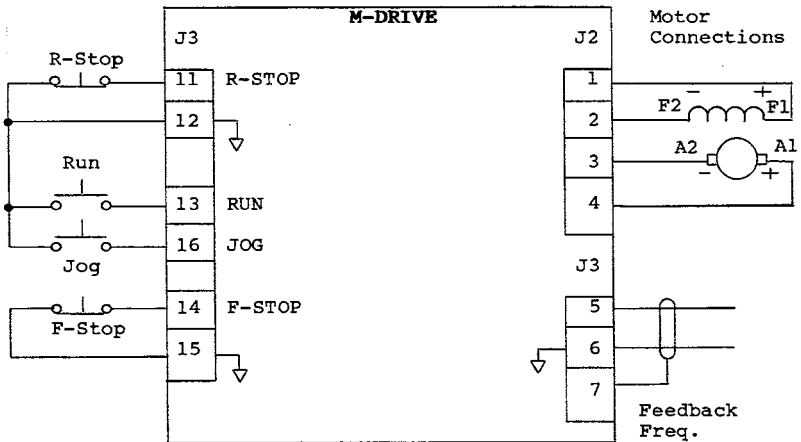 M-DRIVE
J3
J2
Motor
Connections
R-Stop
11
R-STOP
1
-
+
F2
F1
12
2
A2
A1
3
-
+
Run
13
RUN
4
16
JOG
Jog
J3
14
F-STOP
5
F-Stop
15
6
7
Feedback
Freq.